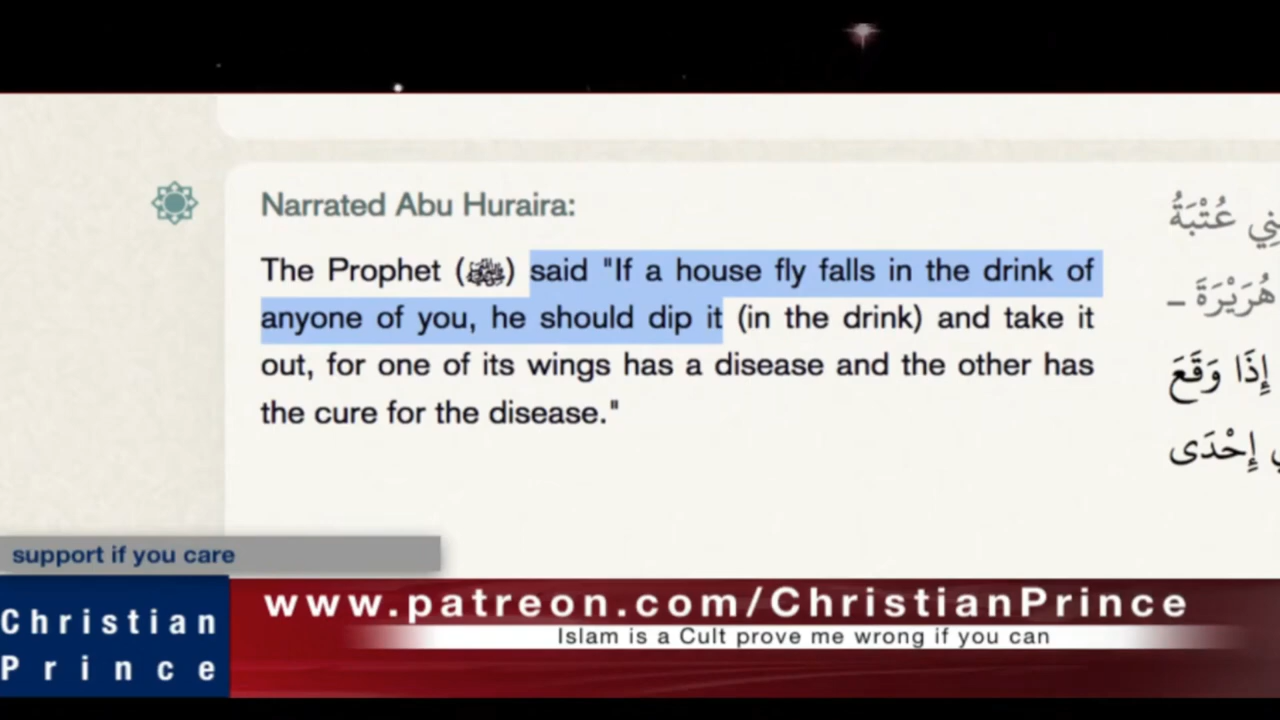 Narrated Abu Huraira:
The Prophet (ﷺ) said "If a house fly falls in the drink of
anyone of you, he should dip it (in the drink) and take it
out, for one of its wings has a disease and the other has
the cure for the disease."
عُتْبَةُ
هُرَيْرَةَ ـ
إِذَا وَقَعَ
إِحْدَى
support if you care
Christian
Prince
www.patreon.com/ChristianPrince
Islam is a Cult prove me wrong if you can